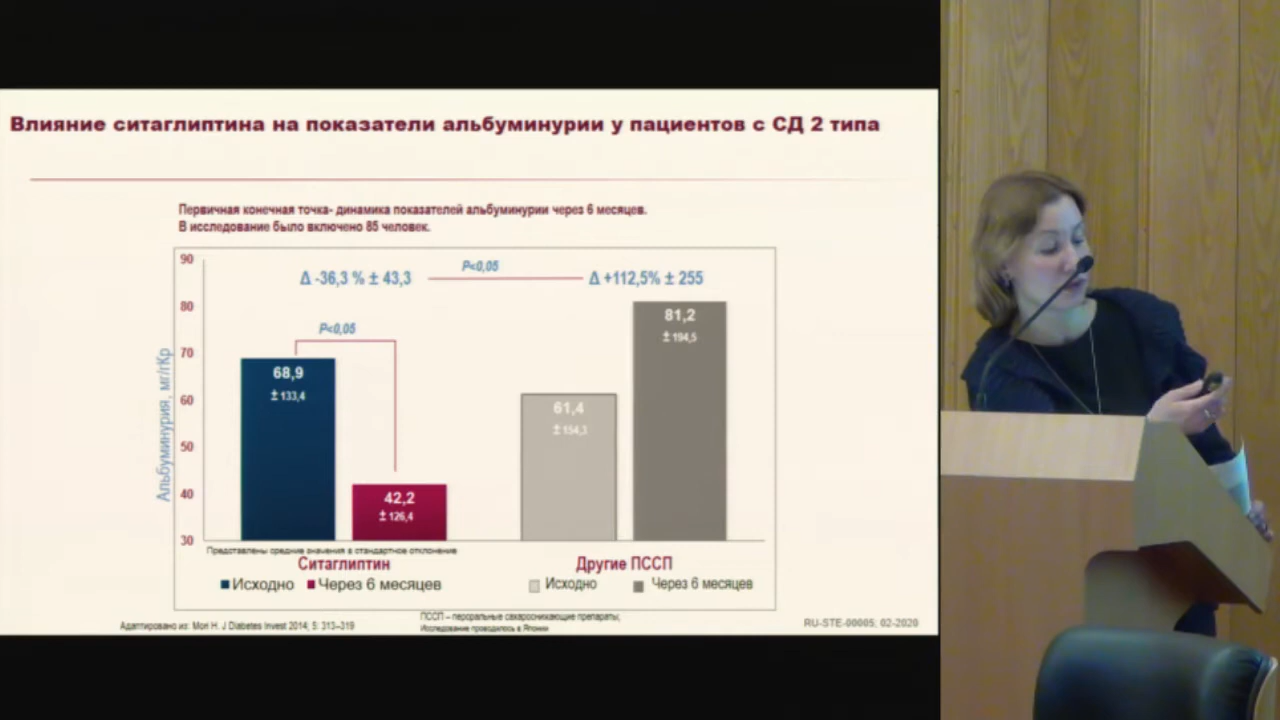 Влияние ситаглиптина на показатели альбуминурии у пациентов с СД 2 типа
Первичная конечная точка- динамика показателей альбуминурии через 6 месяцев.
В исследование было включено 85 человек.
90
80
70
60
50
40
30
Альбуминурия, мг/гКр
Δ -36,3 % ± 43,3
P<0,05
Δ +112,5% ± 255
P<0,05
68,9
± 133,4
42,2
± 126,4
61,4
± 154,3
81,2
± 194,5
Представлены средние значения и стандартное отклонение
Ситаглиптин
Другие ПССП
Исходно Через 6 месяцев
Исходно Через 6 месяцев
ПССП – пероральные сахароснижающие препараты;
Исследование проводилось в Японии
Адаптировано из: Mori H. J Diabetes Invest 2014; 5: 313–319
RU-STE-00005; 02-2020